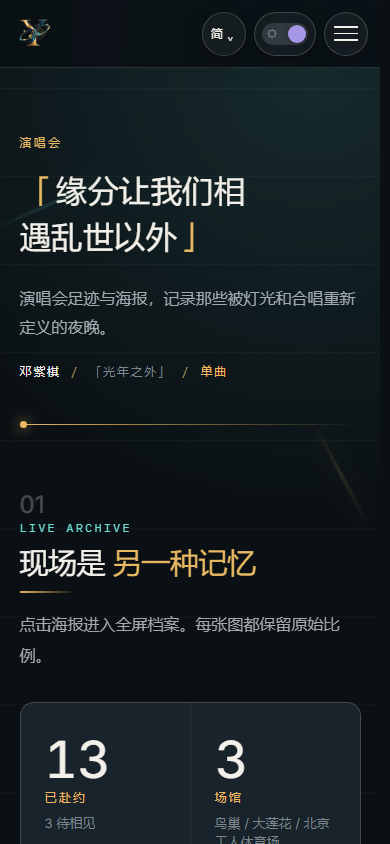 简
演唱会
「缘分让我们相
遇乱世以外」
演唱会足迹与海报，记录那些被灯光和合唱重新
定义的夜晚。
邓紫棋 / 「光年之外」 / 单曲
01
LIVE ARCHIVE
现场是 另一种记忆
点击海报进入全屏档案。每张图都保留原始比
例。
13
已赴约
3 待相见
3
场馆
鸟巢 / 大莲花 / 北京
工人体育场